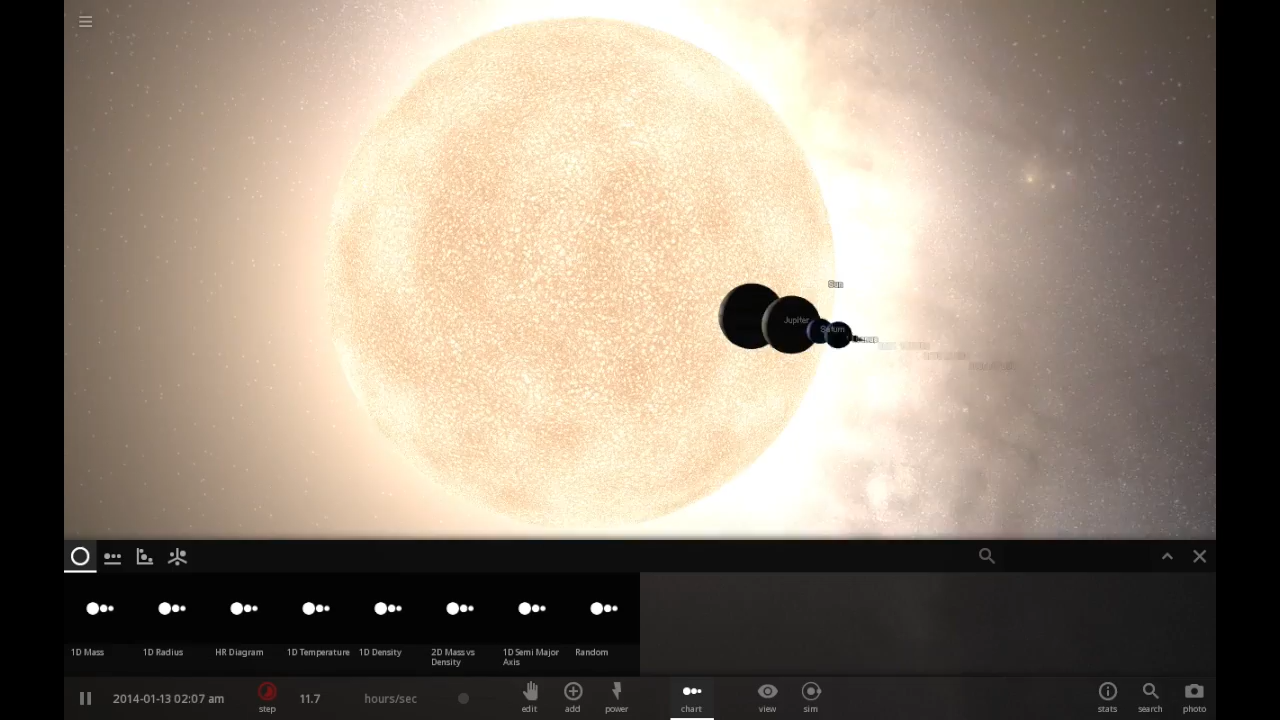 Sun
Jupiter
Saturn
1D Mass
1D Radius
HR Diagram
1D Temperature
1D Density
2D Mass vs
Density
1D Semi Major
Axis
Random
2014-01-13 02:07 am
step
11.7
hours/sec
edit
add
power
chart
view
sim
stats
search
photo